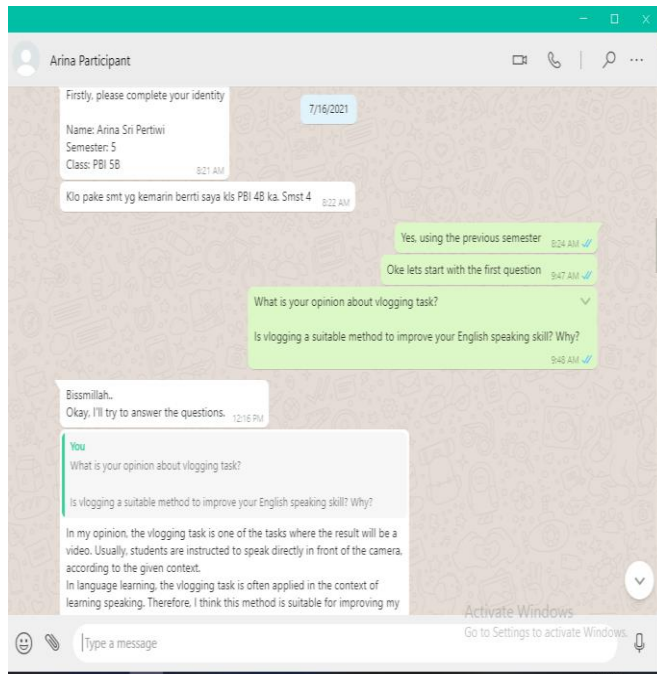 Arina Participant
Firstly, please complete your identity
7/16/2021
Name: Arina Sri Pertiwi
Semester: 5
Class: PBI 5B
8:21 AM
Klo pake smt yg kemarin berrti saya kls PBI 4B ka. Smst 4 8:22 AM
Yes, using the previous semester 8:24 AM
Oke lets start with the first question 9:47 AM
What is your opinion about vlogging task?
Is vlogging a suitable method to improve your English speaking skill? Why?
9:48 AM
Bissmillah..
Okay, I'll try to answer the questions. 12:16 PM
You
What is your opinion about vlogging task?
Is vlogging a suitable method to improve your English speaking skill? Why?
In my opinion, the vlogging task is one of the tasks where the result will be a
video. Usually, students are instructed to speak directly in front of the camera,
according to the given context.
In language learning, the vlogging task is often applied in the context of
learning speaking. Therefore, I think this method is suitable for improving my
Activate Windows
Go to Settings to activate Windows.
Type a message